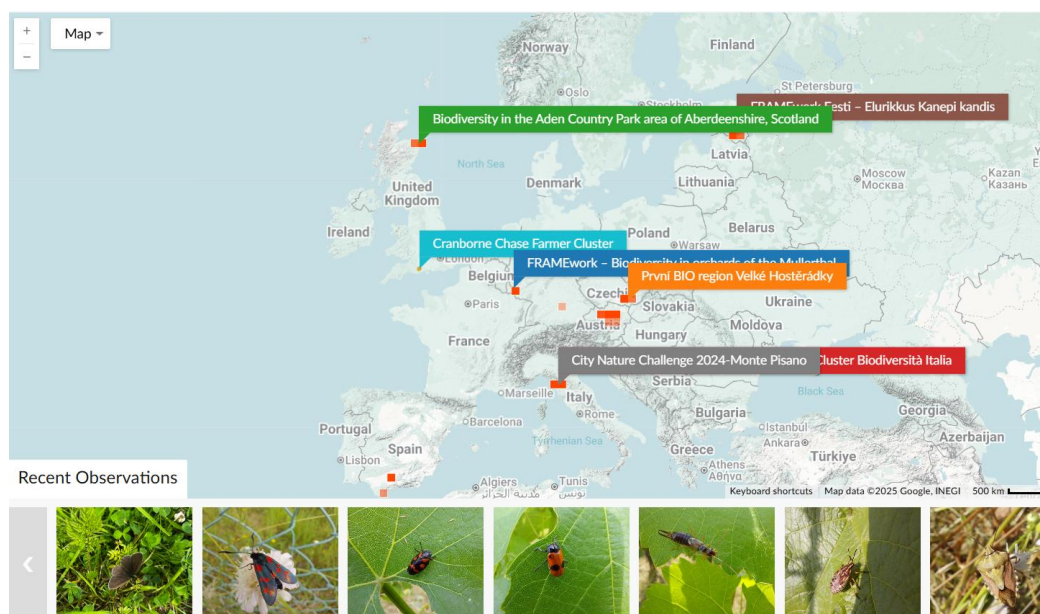 +
−
Map
Norway
Finland
Oslo
St Petersburg
Stockholm
FRAMEwork Eesti – Elurikkus Kanepi kandis
Biodiversity in the Aden Country Park area of Aberdeenshire, Scotland
North Sea
Latvia
Moscow
Москва
Kazan
Казань
United
Kingdom
Denmark
Lithuania
Ireland
Belarus
Poland
Warsaw
Cranborne Chase Farmer Cluster
London
FRAMEwork – Biodiversity in orchards of the Mullerthal
Belgium
První BIO region Velké Hostěrádky
Paris
Czechia
Slovakia
Ukraine
Austria
Hungary
Moldova
France
City Nature Challenge 2024-Monte Pisano
Cluster Biodiversità Italia
Serbia
Marseille
Italy
Black Sea
Rome
Bulgaria
Georgia
Portugal
Barcelona
İstanbul
Spain
Tyrrhenian Sea
Ankara
Azerbaijan
Greece
Türkiye
Lisbon
Athens
Αθήνα
Algiers
مدينة الجزائر
Tunis
تونس
Recent Observations
Keyboard shortcuts
Map data ©2025 Google, INEGI
500 km